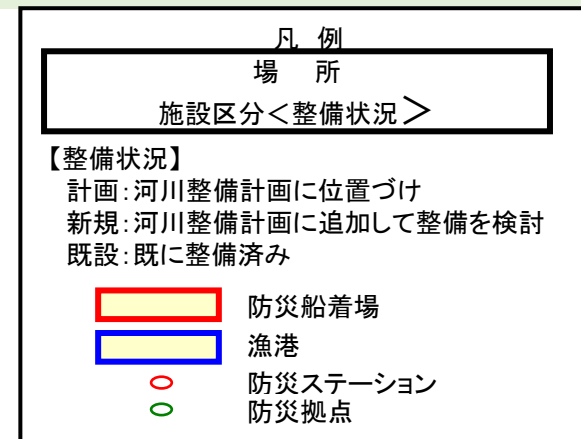 凡 例
場 所
施設区分＜整備状況＞
【整備状況】
計画：河川整備計画に位置づけ
新規：河川整備計画に追加して整備を検討
既設：既に整備済み
防災船着場
漁港
防災ステーション
防災拠点